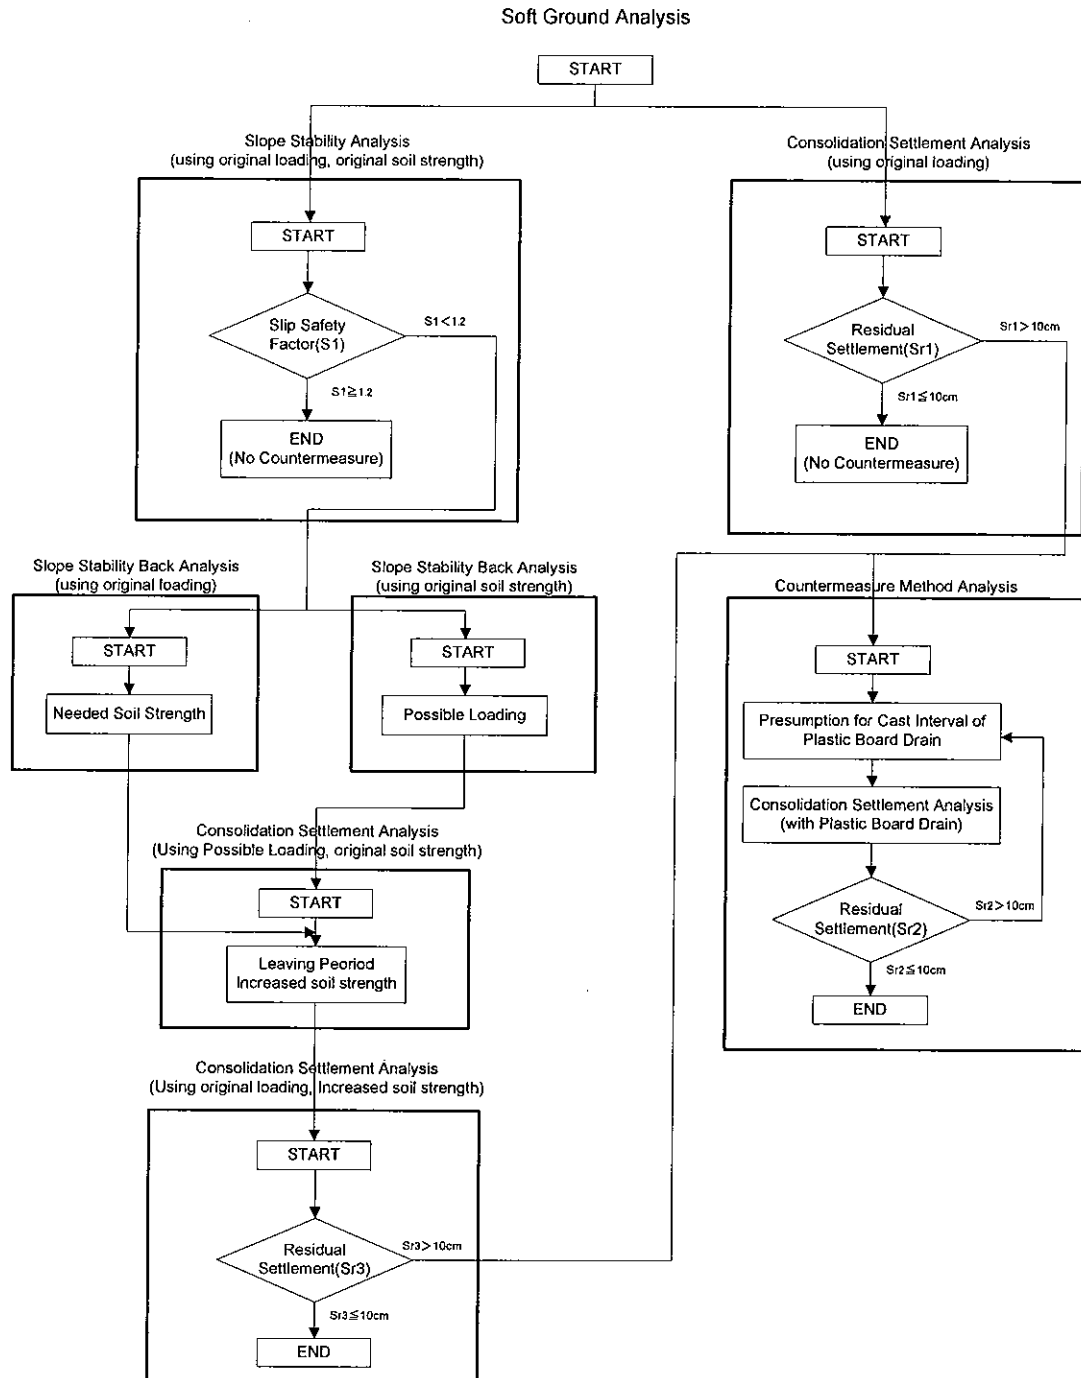 Soft Ground Analysis
START
Slope Stability Analysis
(using original loading, original soil strength)
START
Slip Safety
Factor(S1)
S1<1.2
S1≧1.2
END
(No Countermeasure)
Consolidation Settlement Analysis
(using original loading)
START
Residual
Settlement(Sr1)
Sr1>10cm
Sr1≦10cm
END
(No Countermeasure)
Slope Stability Back Analysis
(using original loading)
START
Needed Soil Strength
Slope Stability Back Analysis
(using original soil strength)
START
Possible Loading
Countermeasure Method Analysis
START
Presumption for Cast Interval of
Plastic Board Drain
Consolidation Settlement Analysis
(with Plastic Board Drain)
Residual
Settlement(Sr2)
Sr2>10cm
Sr2≦10cm
END
Consolidation Settlement Analysis
(Using Possible Loading, original soil strength)
START
Leaving Peoriod
Increased soil strength
Consolidation Settlement Analysis
(Using original loading, Increased soil strength)
START
Residual
Settlement(Sr3)
Sr3>10cm
Sr3≦10cm
END